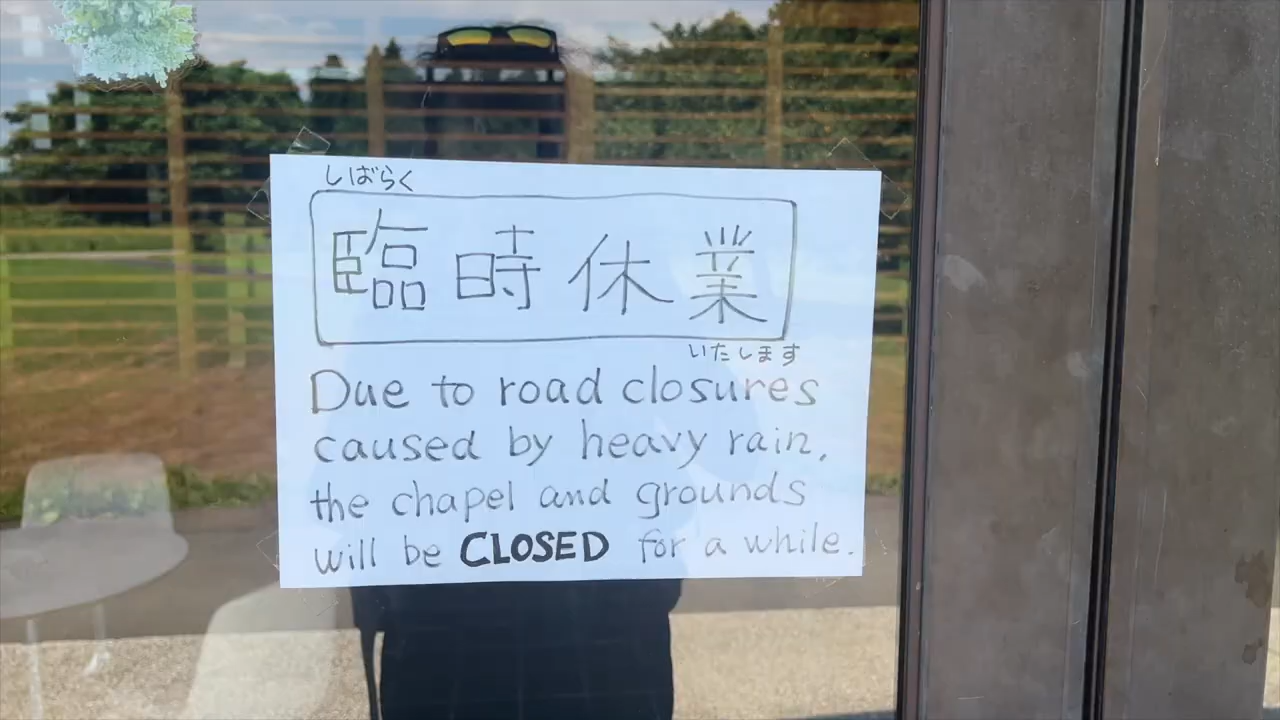 しばらく
臨時休業
いたします
Due to road closures
caused by heavy rain,
the chapel and grounds
will be CLOSED for a while.